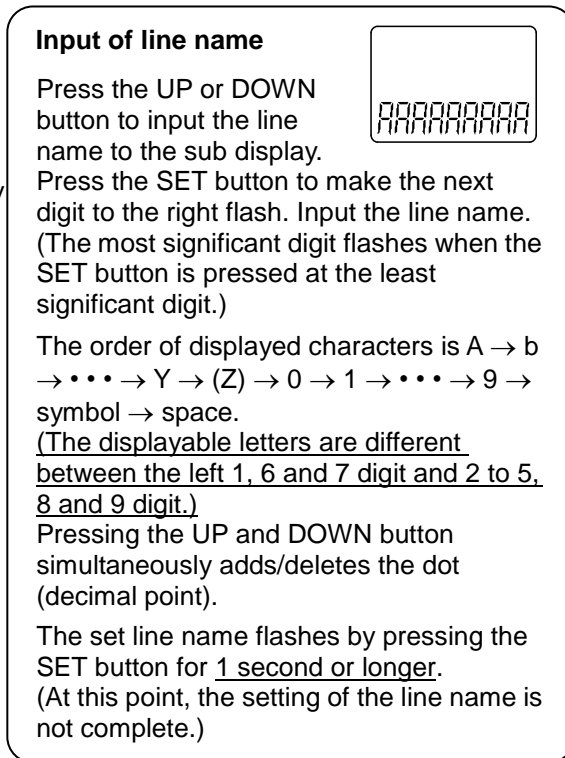 Input of line name
AAAAAAAAA
Press the UP or DOWN
button to input the line
name to the sub display.
Press the SET button to make the next
digit to the right flash. Input the line name.
(The most significant digit flashes when the
SET button is pressed at the least
significant digit.)
The order of displayed characters is A → b
→ • • • → Y → (Z) → 0 → 1 → • • • → 9 →
symbol → space.
(The displayable letters are different
between the left 1, 6 and 7 digit and 2 to 5,
8 and 9 digit.)
Pressing the UP and DOWN button
simultaneously adds/deletes the dot
(decimal point).
The set line name flashes by pressing the
SET button for 1 second or longer.
(At this point, the setting of the line name is
not complete.)